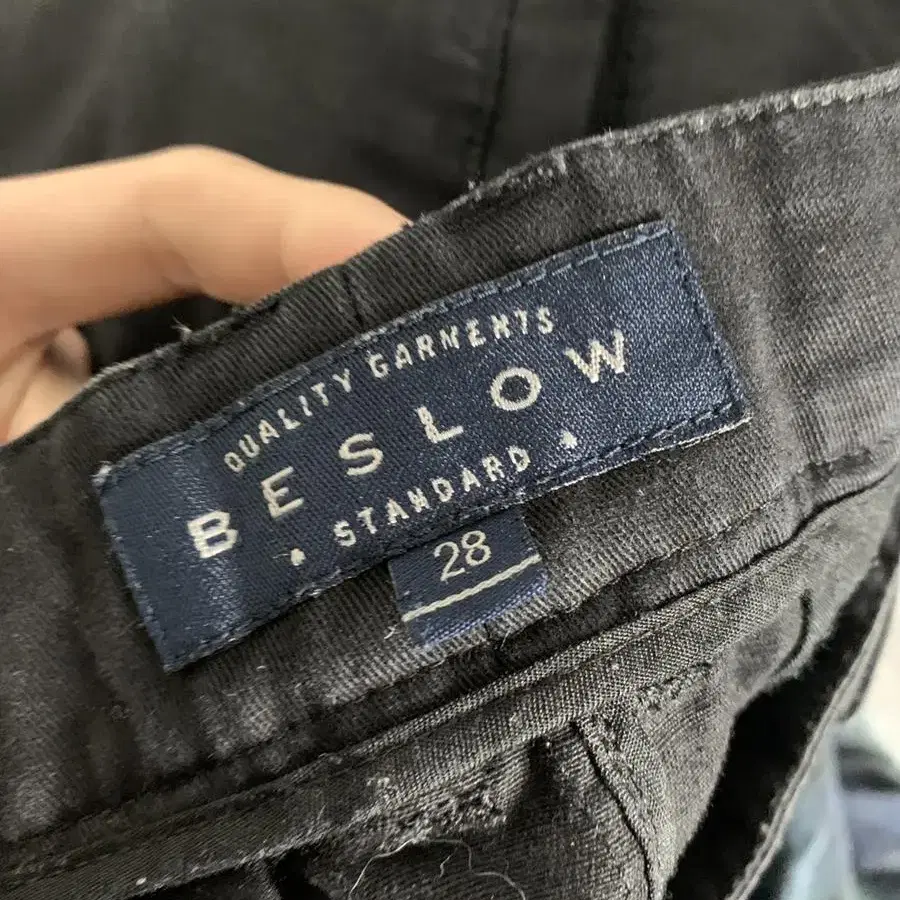 QUALITY GARMENTS
BESLOW
STANDARD
28